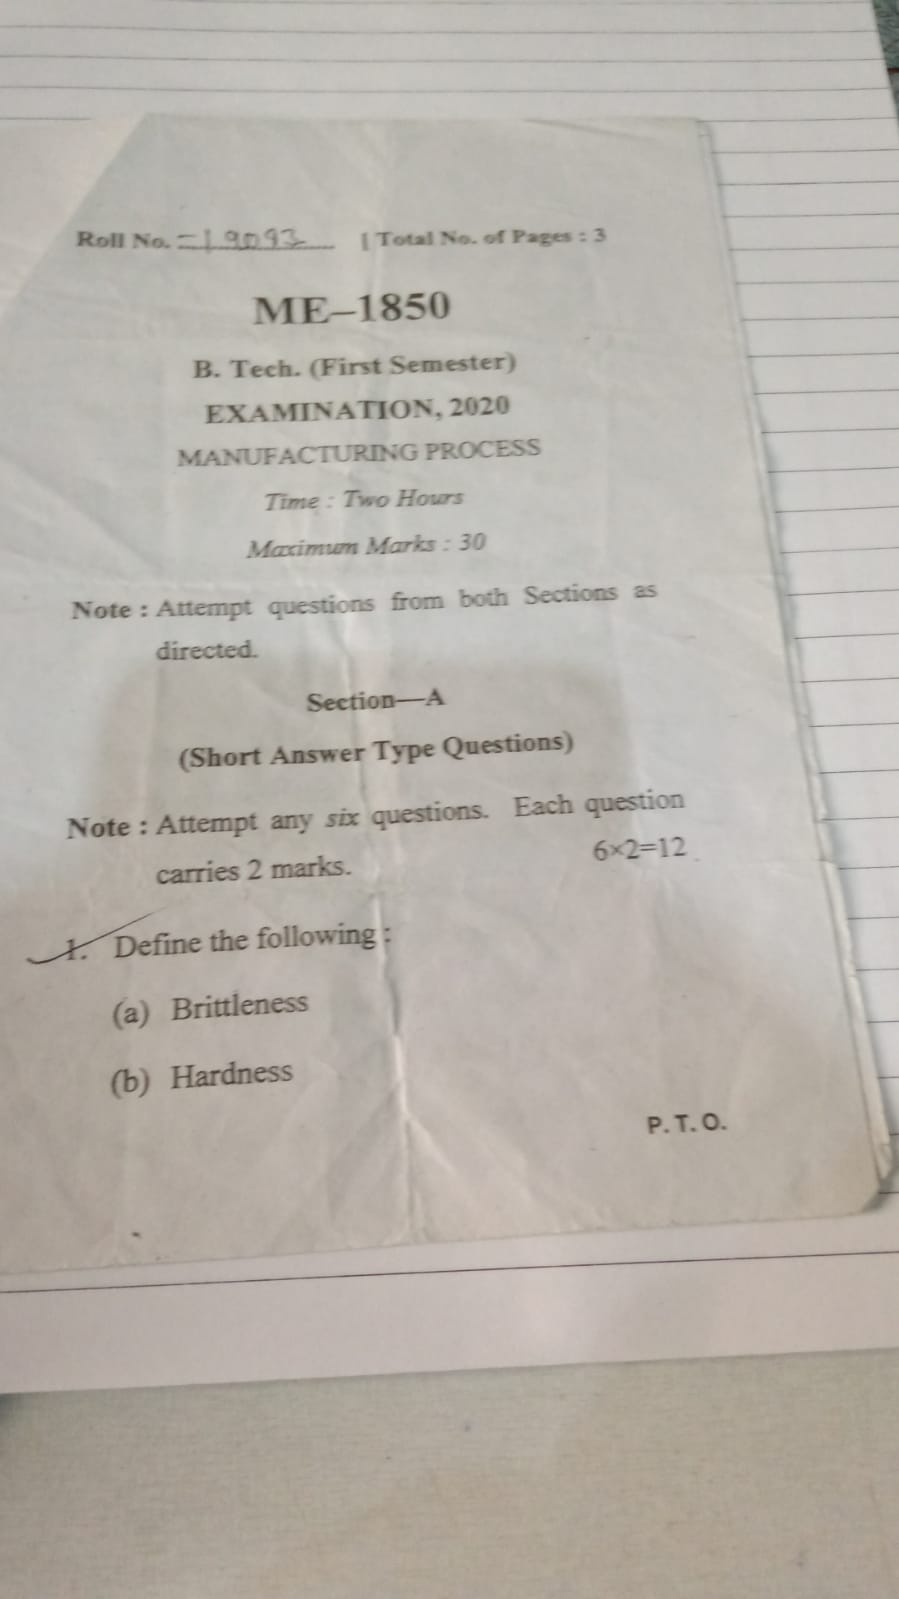 Roll No. 19093 [ Total No. of Pages : 3
ME–1850
B. Tech. (First Semester)
EXAMINATION, 2020
MANUFACTURING PROCESS
Time : Two Hours
Maximum Marks : 30
Note : Attempt questions from both Sections as
directed.
Section—A
(Short Answer Type Questions)
Note : Attempt any six questions. Each question
carries 2 marks. 6×2=12
1. Define the following :
(a) Brittleness
(b) Hardness
P. T. O.